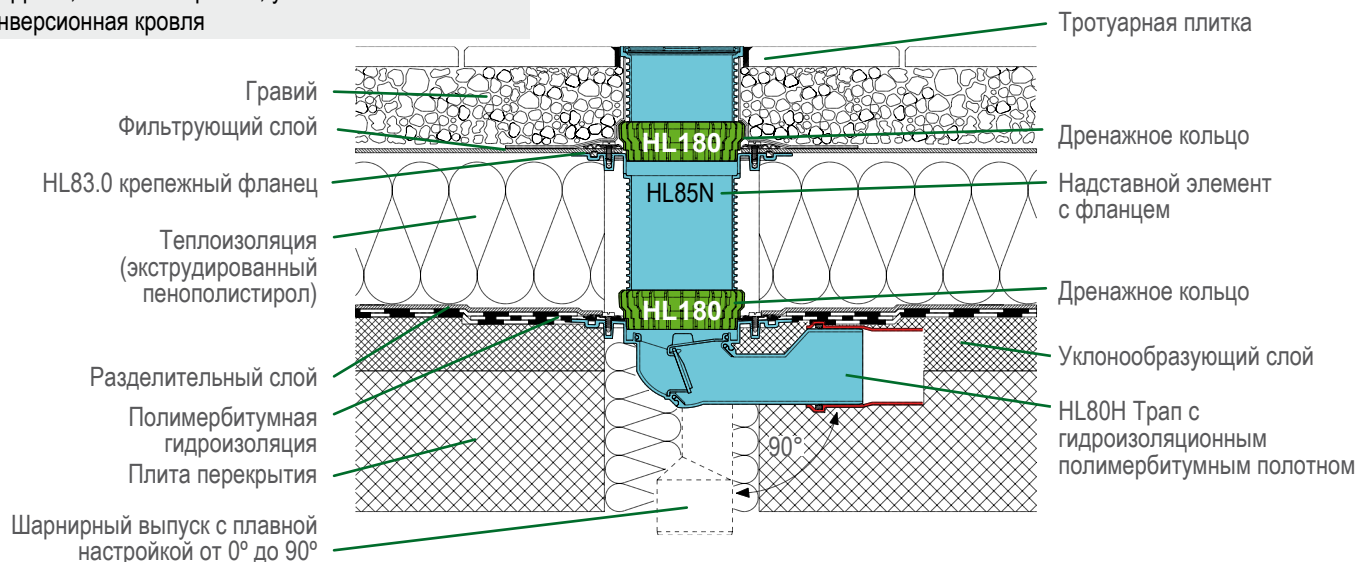 нверсионная кровля
Тротуарная плитка
Гравий
Фильтрующий слой
HL83.0 крепежный фланец
Теплоизоляция
(экструдированный
пенополистирол)
Разделительный слой
Полимербитумная
гидроизоляция
Плита перекрытия
Шарнирный выпуск с плавной
настройкой от 0º до 90º
HL180
HL85N
HL180
90°
Дренажное кольцо
Надставной элемент
с фланцем
Дренажное кольцо
Уклонообразующий слой
HL80H Трап с
гидроизоляционным
полимербитумным полотном